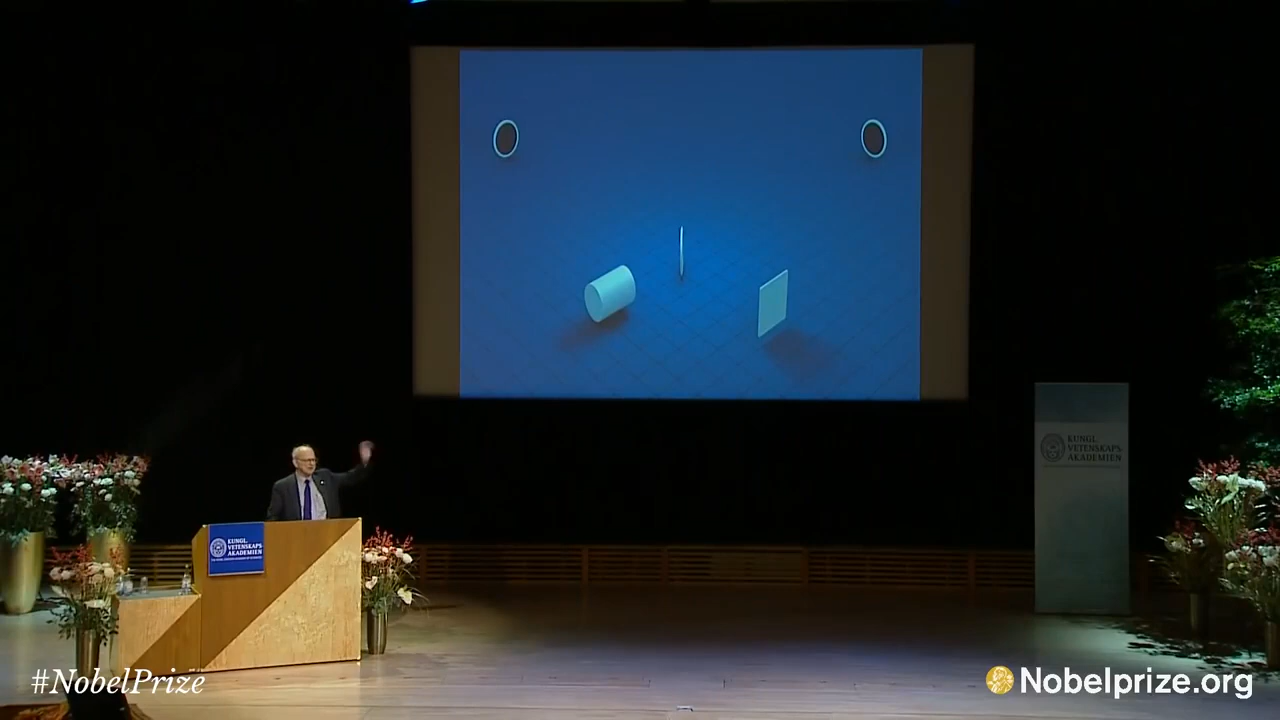 KUNGL.
VETENSKAPS-
AKADEMIEN
KUNGL.
VETENSKAPS
AKADEMIEN
#NobelPrize
Nobelprize.org